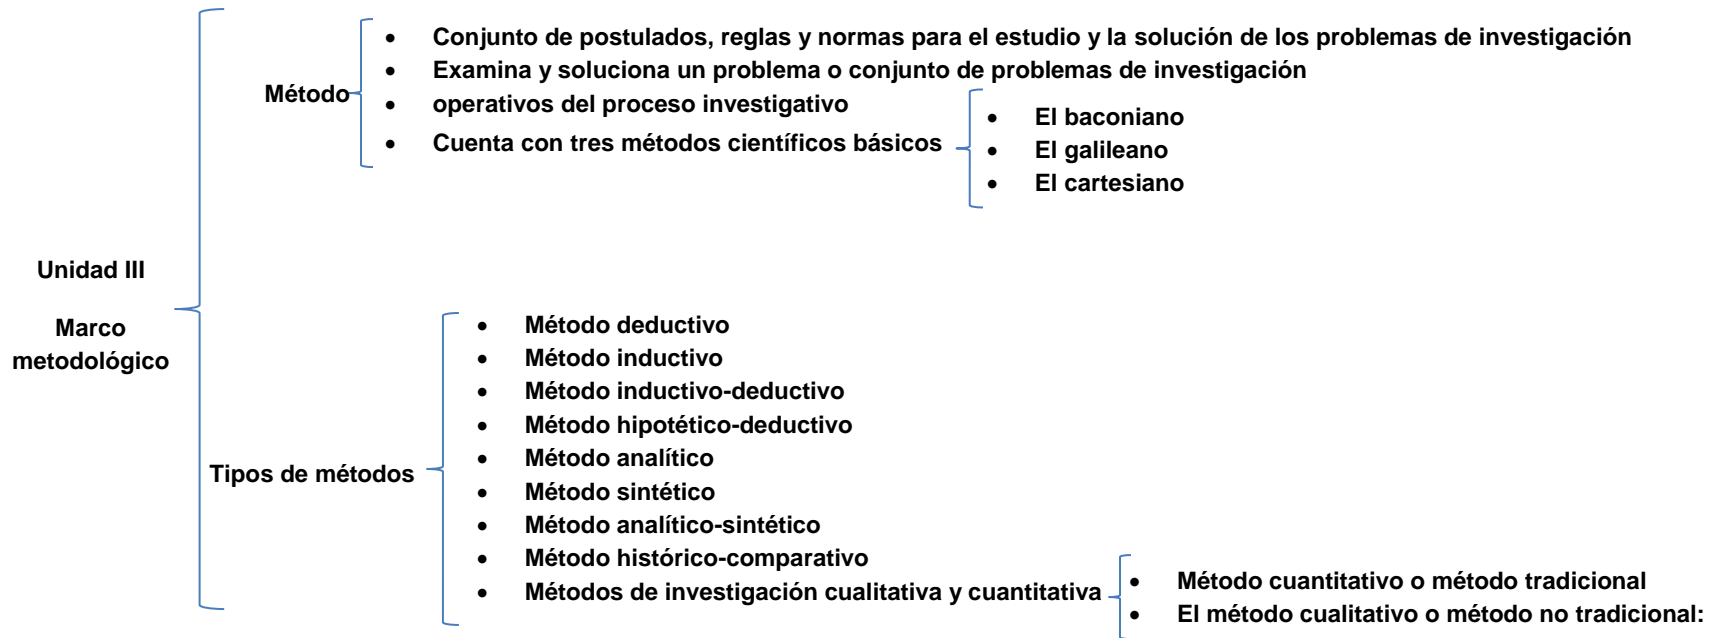 Unidad III
Marco
metodológico
Método
• Conjunto de postulados, reglas y normas para el estudio y la solución de los problemas de investigación
• Examina y soluciona un problema o conjunto de problemas de investigación
• operativos del proceso investigativo
• Cuenta con tres métodos científicos básicos
• El baconiano
• El galileano
• El cartesiano
Tipos de métodos
• Método deductivo
• Método inductivo
• Método inductivo-deductivo
• Método hipotético-deductivo
• Método analítico
• Método sintético
• Método analítico-sintético
• Método histórico-comparativo
• Métodos de investigación cualitativa y cuantitativa
• Método cuantitativo o método tradicional
• El método cualitativo o método no tradicional: